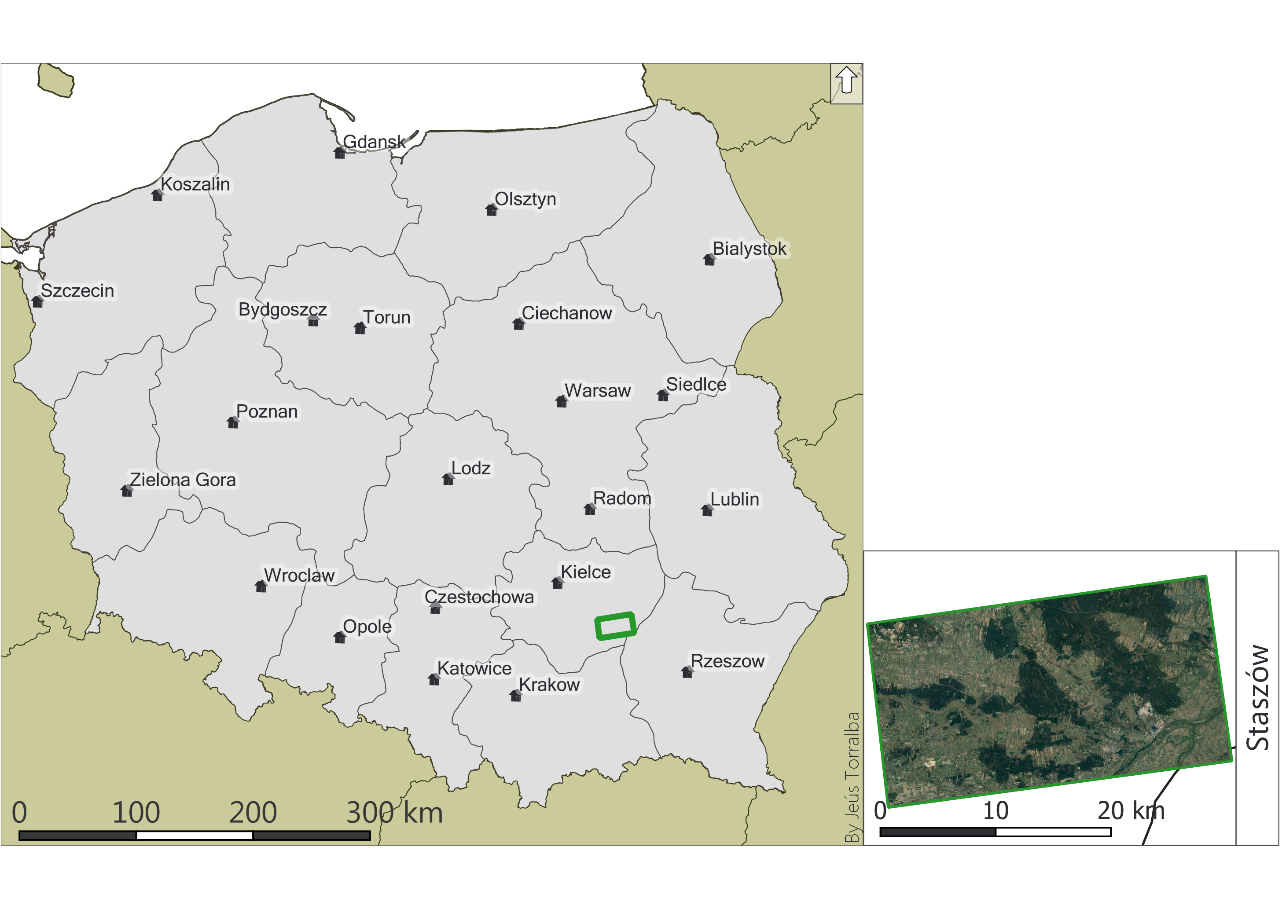 Gdansk
Koszalin
Olsztyn
Bialystok
Szczecin
Bydgoszcz
Torun
Ciechanow
Warsaw
Siedlce
Poznan
Lodz
Zielona Gora
Radom
Lublin
Wroclaw
Kielce
Czestochowa
Opole
Katowice
Krakow
Rzeszow
0 100 200 300 km
By Jeús Torralba
Staszów
0 10 20 km